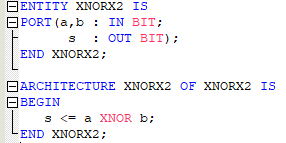 ENTITY XNORX2 IS
PORT(a,b : IN BIT;
s : OUT BIT);
END XNORX2;
ARCHITECTURE XNORX2 OF XNORX2 IS
BEGIN
s <= a XNOR b;
END XNORX2;